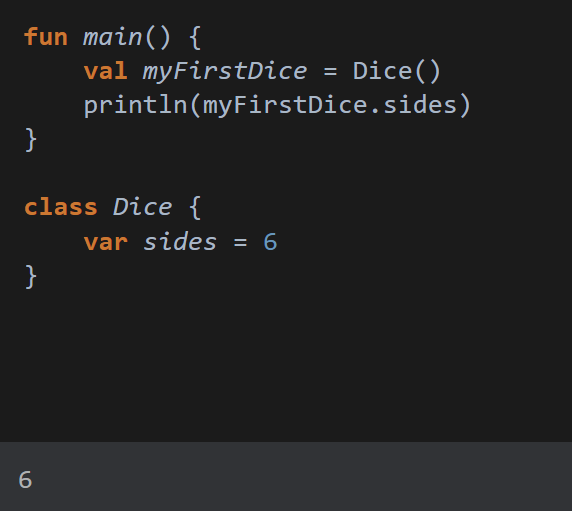 fun main() {
    val myFirstDice = Dice()
    println(myFirstDice.sides)
}

class Dice {
    var sides = 6
}

6